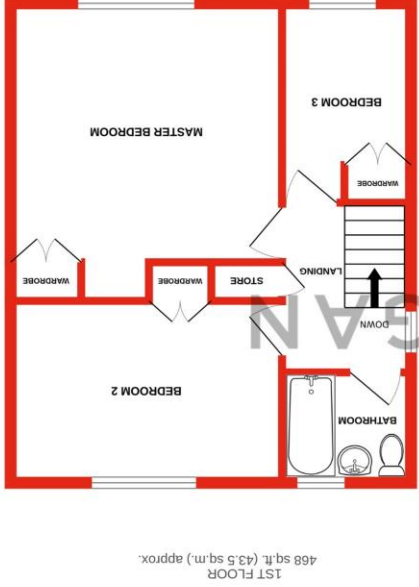 1ST FLOOR
468 sq.ft. (43.5 sq.m.) approx.
BATHROOM
BEDROOM 2
DOWN
GAN
LANDING
STORE
WARDROBE
WARDROBE
WARDROBE
MASTER BEDROOM
BEDROOM 3